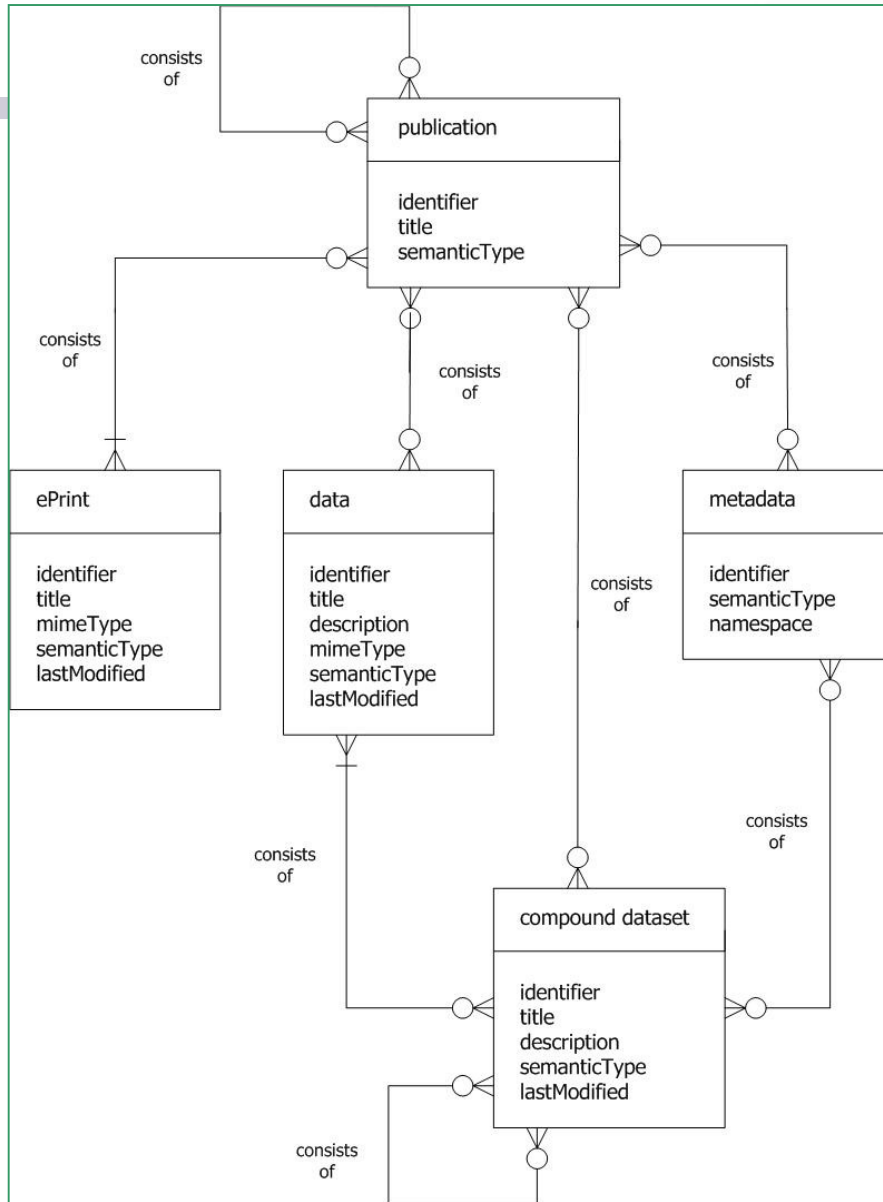 consists
of
publication
identifier
title
semanticType
consists
of
consists
of
consists
of
ePrint
identifier
title
mimeType
semanticType
lastModified
data
identifier
title
description
mimeType
semanticType
lastModified
consists
of
metadata
identifier
semanticType
namespace
consists
of
consists
of
compound dataset
identifier
title
description
semanticType
lastModified
consists
of